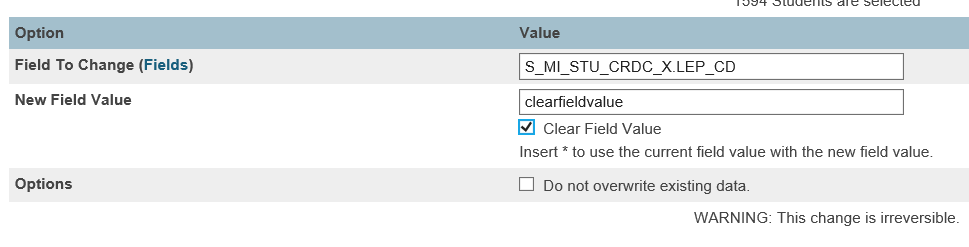 1594 Students are selected
Option Value
Field To Change (Fields) S_MI_STU_CRDC_X.LEP_CD
New Field Value clearfieldvalue
Clear Field Value
Insert * to use the current field value with the new field value.
Options Do not overwrite existing data.
WARNING: This change is irreversible.